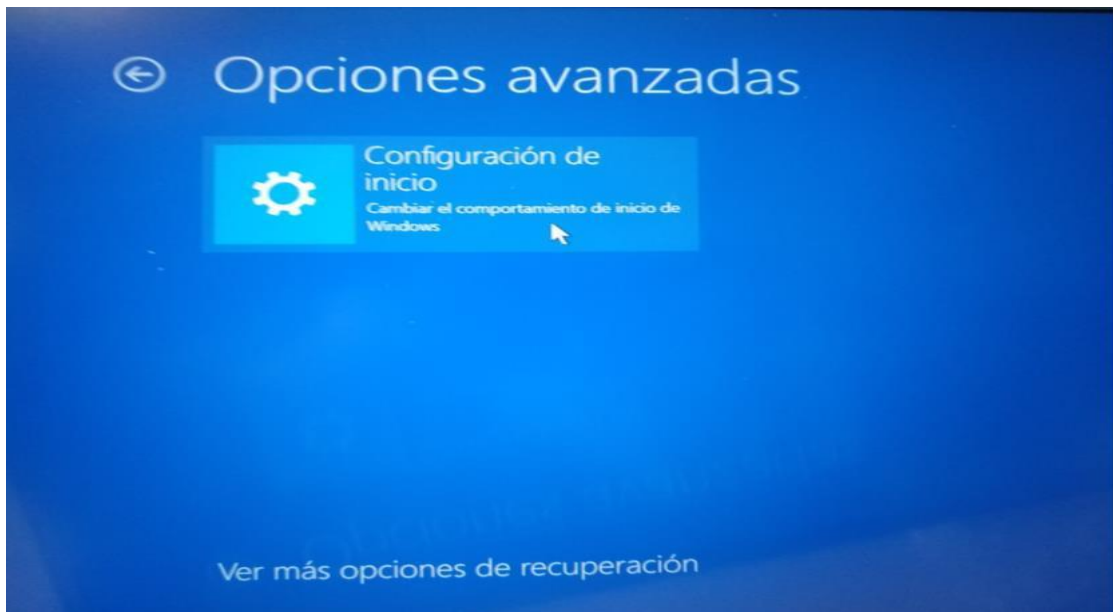 Opciones avanzadas
Configuración de
inicio
Cambiar el comportamiento de inicio de
Windows
Ver más opciones de recuperación